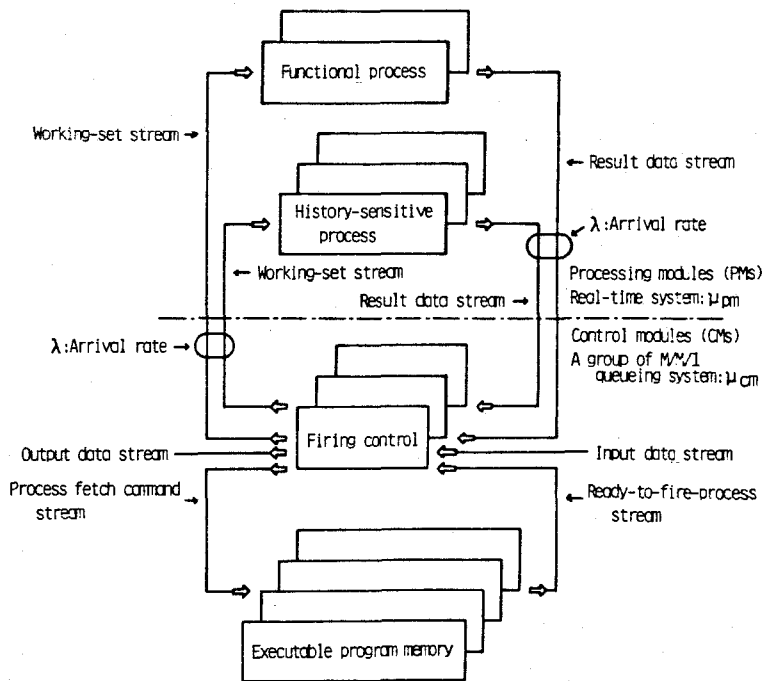 Functional process
Working-set stream
Result data stream
History-sensitive
process
λ:Arrival rate
Working-set stream
Processing modules (PMs)
Result data stream
Real-time system:μpm
λ:Arrival rate
Control modules (CMs)
A group of M/M/1
queueing system:μcm
Firing control
Output data stream
Input data stream
Process fetch command
stream
Ready-to-fire-process
stream
Executable program memory